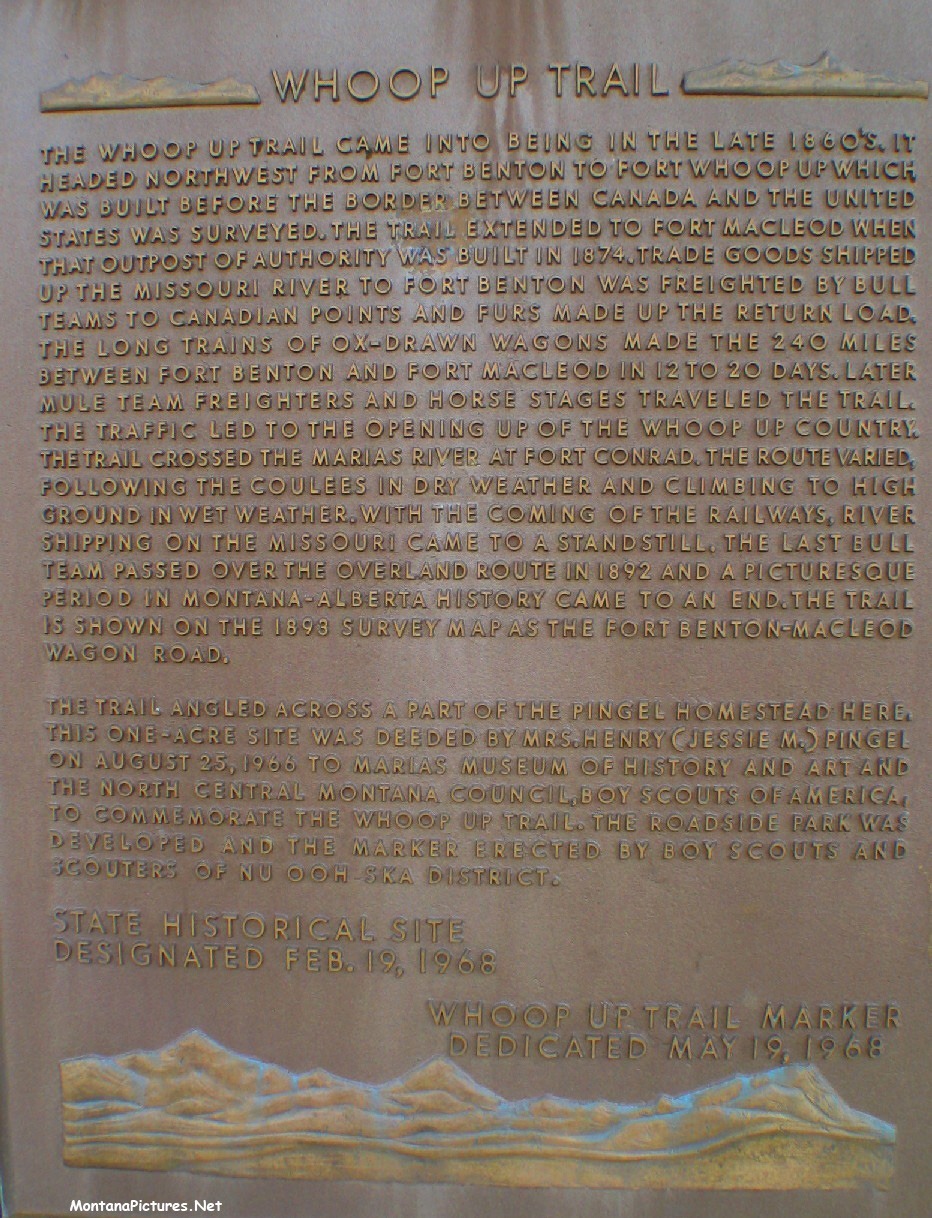 WHOOP UP TRAIL
THE WHOOP UP TRAIL CAME INTO BEING IN THE LATE 1860'S. IT
HEADED NORTHWEST FROM FORT BENTON TO FORT WHOOP UP WHICH
WAS BUILT BEFORE THE BORDER BETWEEN CANADA AND THE UNITED
STATES WAS SURVEYED. THE TRAIL EXTENDED TO FORT MACLEOD WHEN
THAT OUTPOST OF AUTHORITY WAS BUILT IN 1874. TRADE GOODS SHIPPED
UP THE MISSOURI RIVER TO FORT BENTON WAS FREIGHTED BY BULL
TEAMS TO CANADIAN POINTS AND FURS MADE UP THE RETURN LOAD.
THE LONG TRAINS OF OX-DRAWN WAGONS MADE THE 240 MILES
BETWEEN FORT BENTON AND FORT MACLEOD IN 12 TO 20 DAYS. LATER
MULE TEAM FREIGHTERS AND HORSE STAGES TRAVELED THE TRAIL.
THE TRAFFIC LED TO THE OPENING UP OF THE WHOOP UP COUNTRY.
THE TRAIL CROSSED THE MARIAS RIVER AT FORT CONRAD. THE ROUTE VARIED,
FOLLOWING THE COULEES IN DRY WEATHER AND CLIMBING TO HIGH
GROUND IN WET WEATHER. WITH THE COMING OF THE RAILWAYS, RIVER
SHIPPING ON THE MISSOURI CAME TO A STANDSTILL. THE LAST BULL
TEAM PASSED OVER THE OVERLAND ROUTE IN 1892 AND A PICTURESQUE
PERIOD IN MONTANA-ALBERTA HISTORY CAME TO AN END. THE TRAIL
IS SHOWN ON THE 1893 SURVEY MAP AS THE FORT BENTON-MACLEOD
WAGON ROAD.
THE TRAIL ANGLED ACROSS A PART OF THE PINGEL HOMESTEAD HERE.
THIS ONE-ACRE SITE WAS DEEDED BY MRS. HENRY (JESSIE M.) PINGEL
ON AUGUST 25, 1966 TO MARIAS MUSEUM OF HISTORY AND ART AND
THE NORTH CENTRAL MONTANA COUNCIL, BOY SCOUTS OF AMERICA,
TO COMMEMORATE THE WHOOP UP TRAIL. THE ROADSIDE PARK WAS
DEVELOPED AND THE MARKER ERECTED BY BOY SCOUTS AND
SCOUTERS OF NU OOH SKA DISTRICT.
STATE HISTORICAL SITE
DESIGNATED FEB. 19, 1968
WHOOP UP TRAIL MARKER
DEDICATED MAY 19, 1968
MontanaPictures.Net